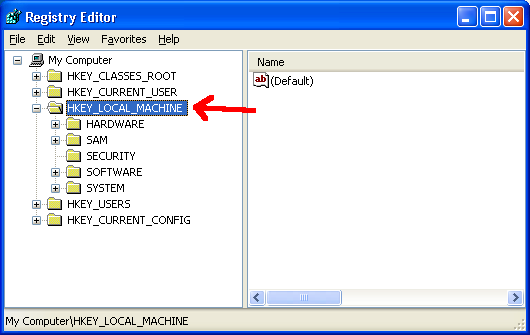 Registry Editor
File Edit View Favorites Help
My Computer
HKEY_CLASSES_ROOT
HKEY_CURRENT_USER
HKEY_LOCAL_MACHINE
HARDWARE
SAM
SECURITY
SOFTWARE
SYSTEM
HKEY_USERS
HKEY_CURRENT_CONFIG
Name
ab (Default)
My Computer\HKEY_LOCAL_MACHINE